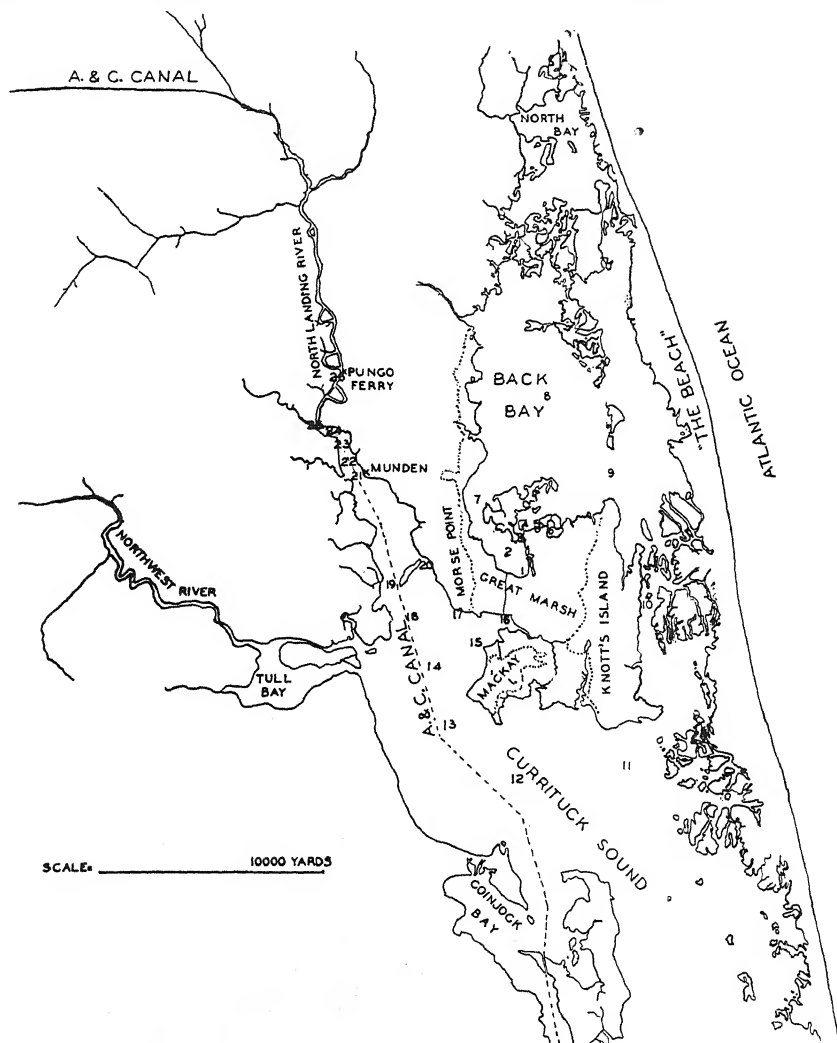 A. & C. CANAL
NORTH
BAY
NORTH LANDING RIVER
PUNGO
FERRY
BACK
8
BAY
"THE BEACH"
ATLANTIC OCEAN
23
22
21
MUNDEN
9
7
MORSE POINT
2
1
NORTHWEST
RIVER
20
19
GREAT MARSH
KNOTT'S ISLAND
17
16
18
15
A. & C. CANAL
14
MACKAY
I.
TULL
BAY
13
12
11
CURRITUCK SOUND
SCALE= 10000 YARDS
COINJOCK
BAY